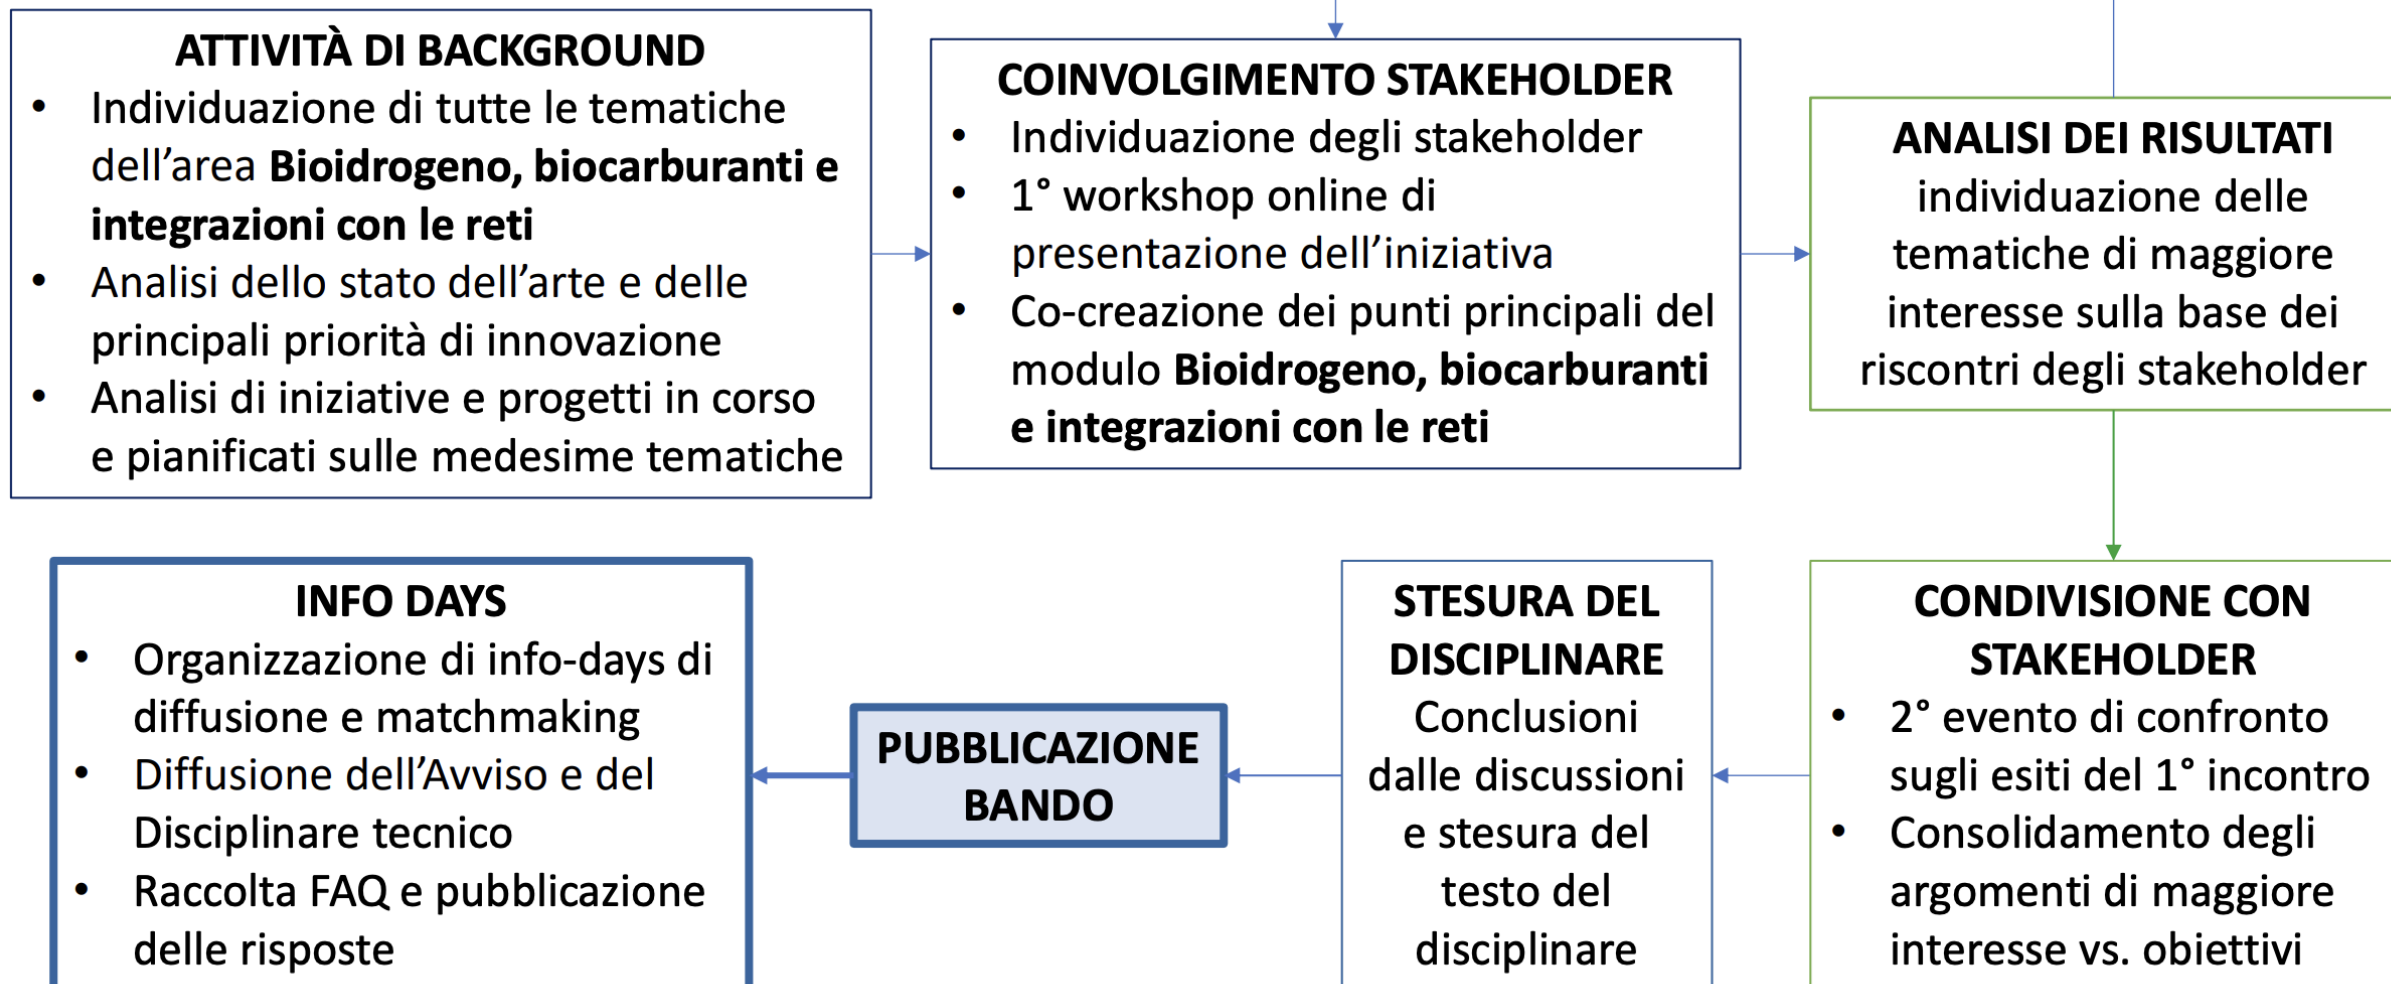 ATTIVITÀ DI BACKGROUND
• Individuazione di tutte le tematiche
dell’area Bioidrogeno, biocarburanti e
integrazioni con le reti
• Analisi dello stato dell’arte e delle
principali priorità di innovazione
• Analisi di iniziative e progetti in corso
e pianificati sulle medesime tematiche
COINVOLGIMENTO STAKEHOLDER
• Individuazione degli stakeholder
• 1° workshop online di
presentazione dell’iniziativa
• Co-creazione dei punti principali del
modulo Bioidrogeno, biocarburanti
e integrazioni con le reti
ANALISI DEI RISULTATI
individuazione delle
tematiche di maggiore
interesse sulla base dei
riscontri degli stakeholder
CONDIVISIONE CON
STAKEHOLDER
• 2° evento di confronto
sugli esiti del 1° incontro
• Consolidamento degli
argomenti di maggiore
interesse vs. obiettivi
STESURA DEL
DISCIPLINARE
Conclusioni
dalle discussioni
e stesura del
testo del
disciplinare
PUBBLICAZIONE
BANDO
INFO DAYS
• Organizzazione di info-days di
diffusione e matchmaking
• Diffusione dell’Avviso e del
Disciplinare tecnico
• Raccolta FAQ e pubblicazione
delle risposte